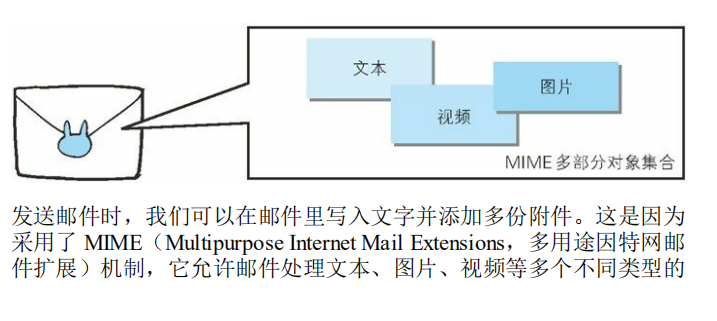 文本
图片
视频
MIME多部分对象集合
发送邮件时，我们可以在邮件里写入文字并添加多份附件。这是因为
采用了 MIME（Multipurpose Internet Mail Extensions，多用途因特网邮
件扩展）机制，它允许邮件处理文本、图片、视频等多个不同类型的